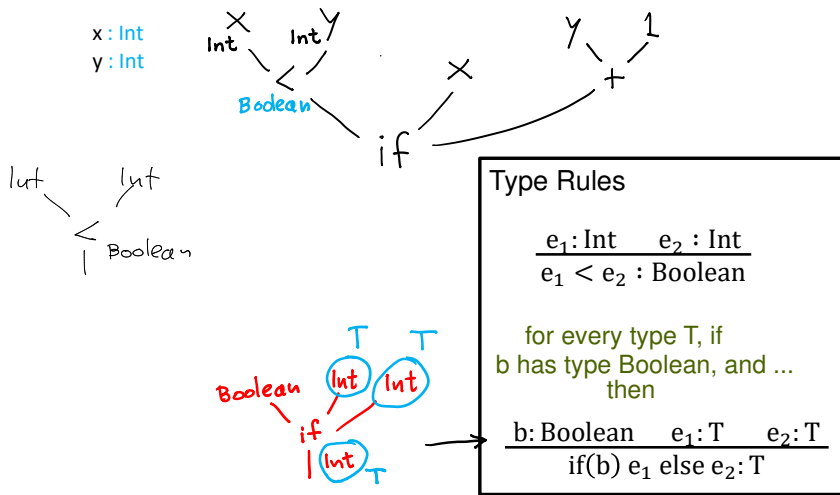 x : Int
y : Int
x y
Int Int
<
Boolean
x
y 1
+
if
Int Int
<
Boolean
Type Rules
e₁: Int e₂ : Int
e₁ < e₂ : Boolean
for every type T, if
b has type Boolean, and ...
then
b: Boolean e₁: T e₂: T
if(b) e₁ else e₂: T
T T
Boolean Int Int
if
Int T